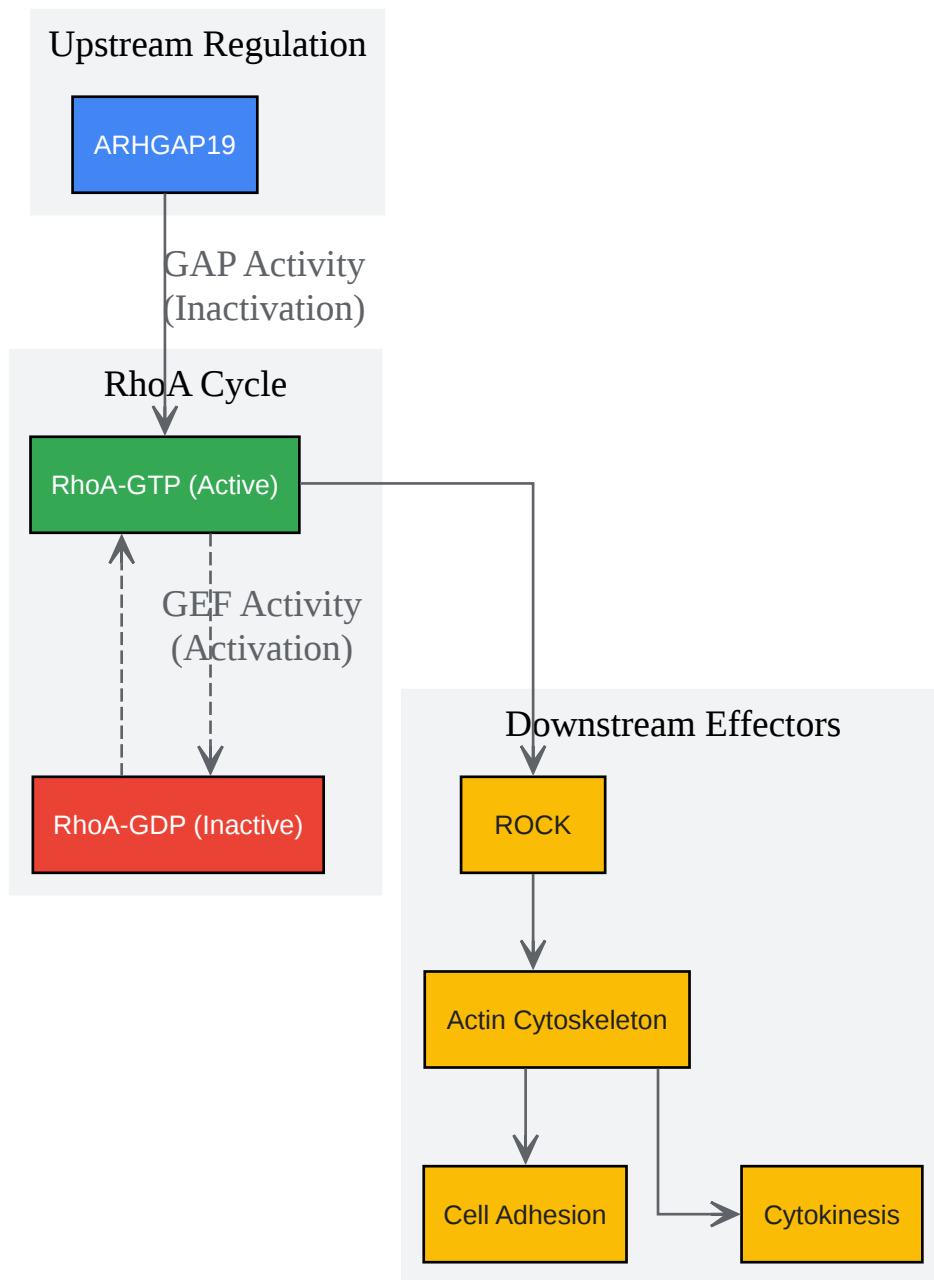 Upstream Regulation
ARHGAP19
GAP Activity
(Inactivation)
RhoA Cycle
RhoA-GTP (Active)
GEF Activity
(Activation)
RhoA-GDP (Inactive)
Downstream Effectors
ROCK
Actin Cytoskeleton
Cell Adhesion
Cytokinesis